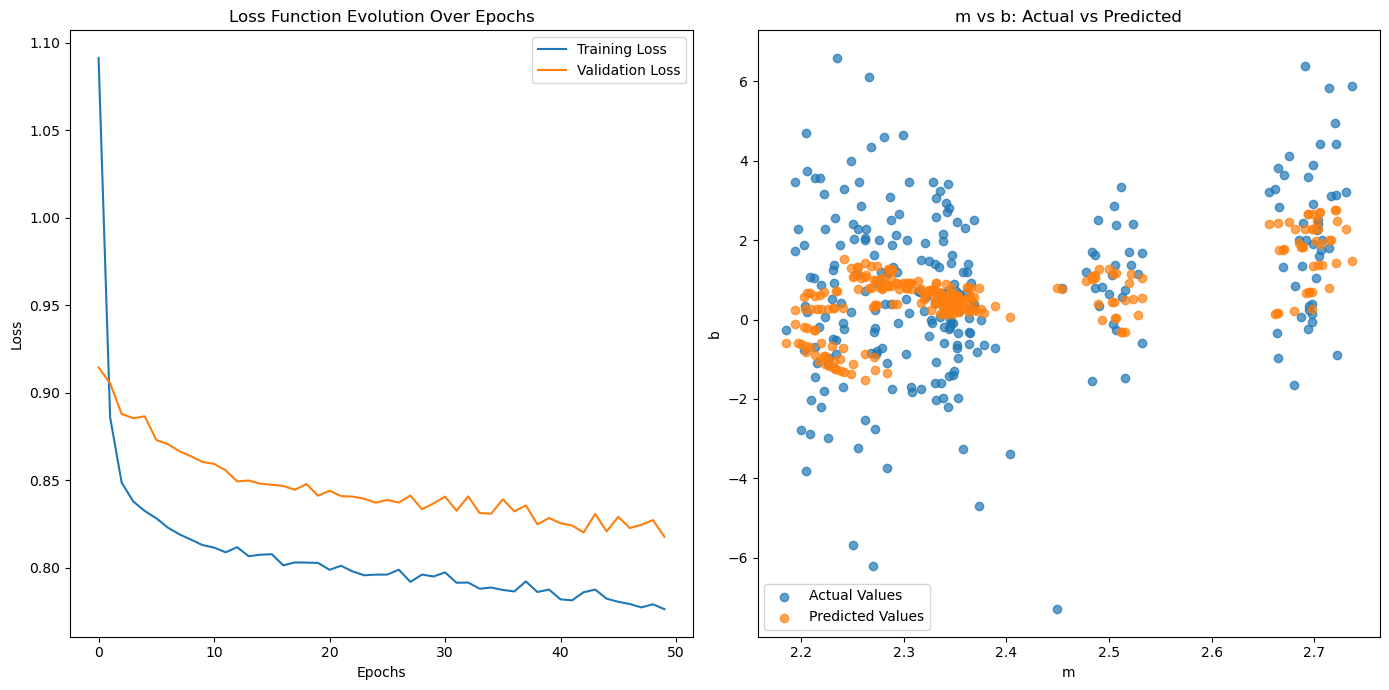 Loss Function Evolution Over Epochs
1.10
1.05
1.00
0.95
0.90
0.85
0.80
Loss
0
10
20
30
40
50
Epochs
Training Loss
Validation Loss
m vs b: Actual vs Predicted
6
4
2
0
−2
−4
−6
b
2.2
2.3
2.4
2.5
2.6
2.7
m
Actual Values
Predicted Values